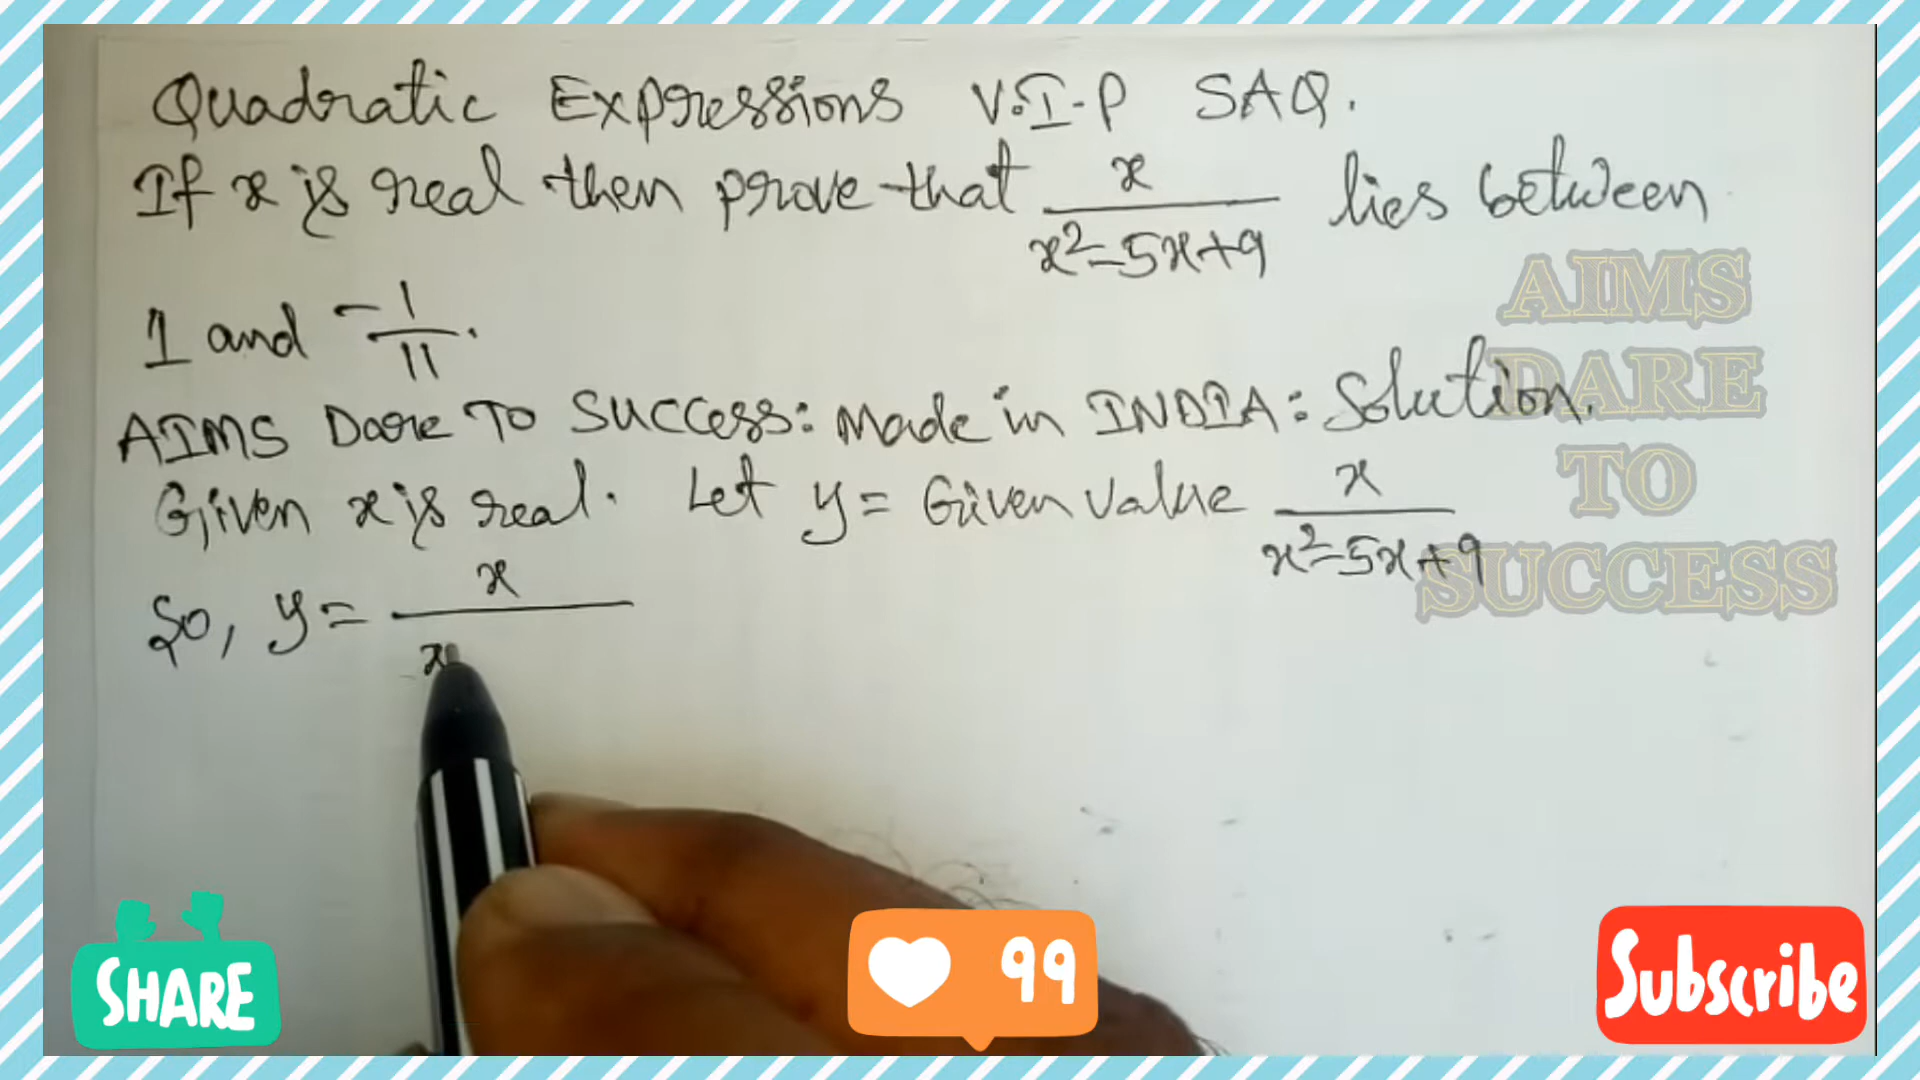 Quadratic Expressions V.I.P SAQ.
If x is real then prove that x/(x²-5x+9) lies between
1 and -1/11.
AIMS Dare To Success: Made in INDIA: Solution.
Given x is real. Let y = Given value x/(x²-5x+9)
So, y = x/x
AIMS
DARE
TO
SUCCESS
SHARE
99
Subscribe